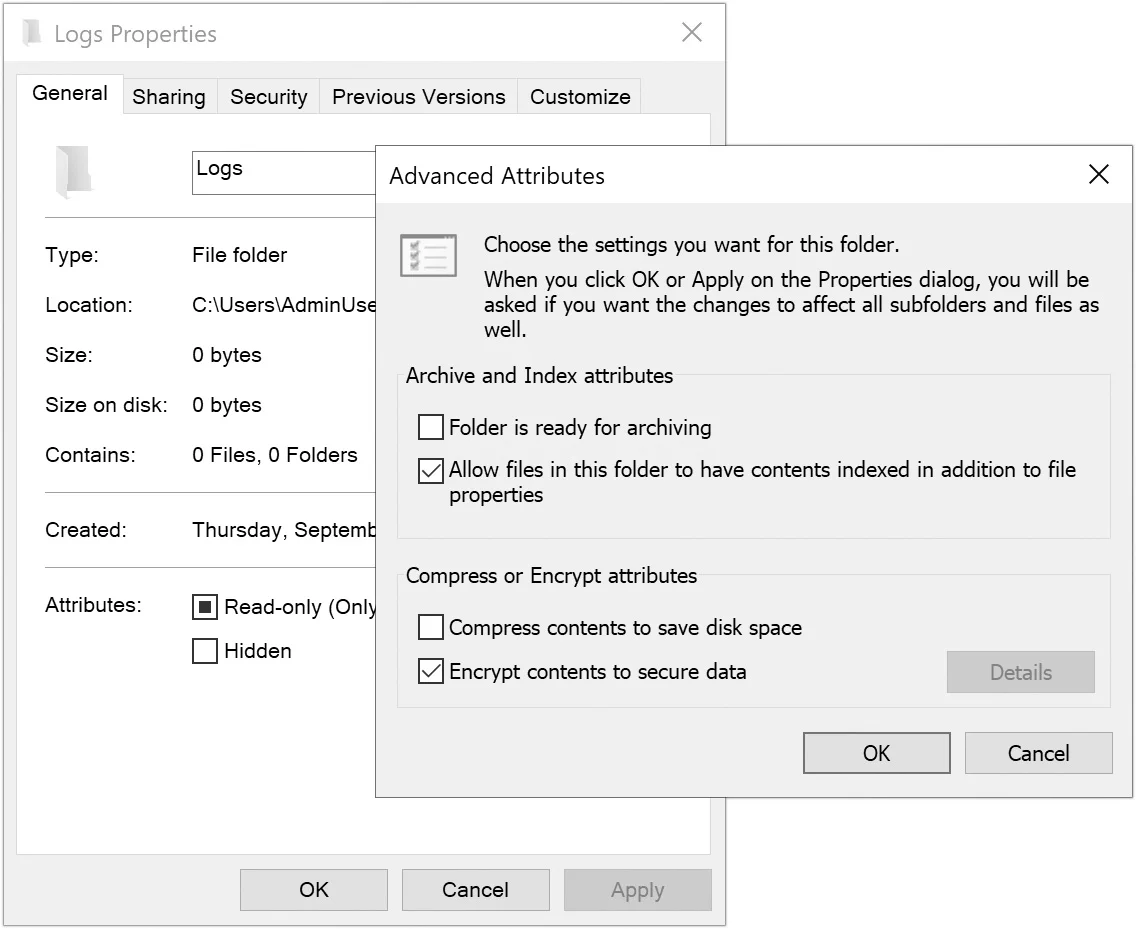 Logs Properties
General
Sharing
Security
Previous Versions
Customize
Logs
Type:
File folder
Location:
C:\Users\AdminUse
Size:
0 bytes
Size on disk:
0 bytes
Contains:
0 Files, 0 Folders
Created:
Thursday, Septemb
Attributes:
Read-only (Only
Hidden
OK
Cancel
Apply
Advanced Attributes
Choose the settings you want for this folder.
When you click OK or Apply on the Properties dialog, you will be
asked if you want the changes to affect all subfolders and files as
well.
Archive and Index attributes
Folder is ready for archiving
Allow files in this folder to have contents indexed in addition to file
properties
Compress or Encrypt attributes
Compress contents to save disk space
Encrypt contents to secure data
Details
OK
Cancel